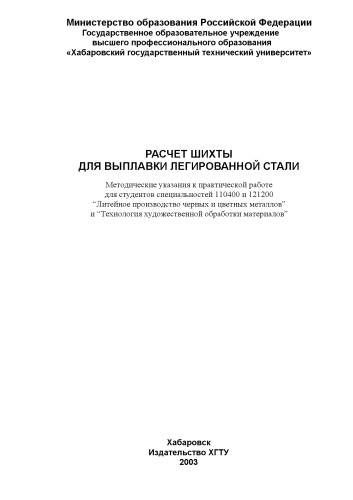 Министерство образования Российской Федерации
Государственное образовательное учреждение
высшего профессионального образования
«Хабаровский государственный технический университет»
РАСЧЕТ ШИХТЫ
ДЛЯ ВЫПЛАВКИ ЛЕГИРОВАННОЙ СТАЛИ
Методические указания к практической работе
для студентов специальностей 110400 и 121200
“Литейное производство черных и цветных металлов”
и “Технология художественной обработки материалов”
Хабаровск
Издательство ХГТУ
2003